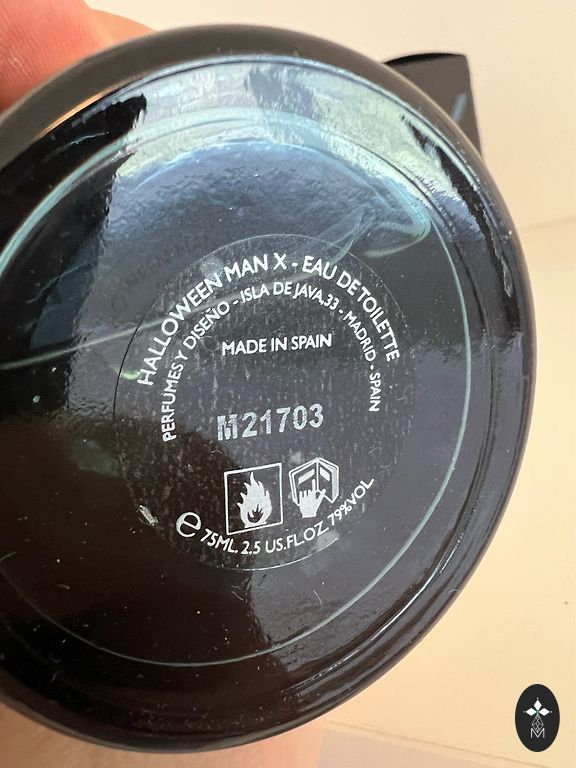 HALLOWEEN MAN X - EAU DE TOILETTE
PERFUMES Y DISEÑO - ISLA DE JAVA,33 - MADRID - SPAIN
MADE IN SPAIN
M21703
e 75ML. 2.5 US.FL.OZ. 79%VOL